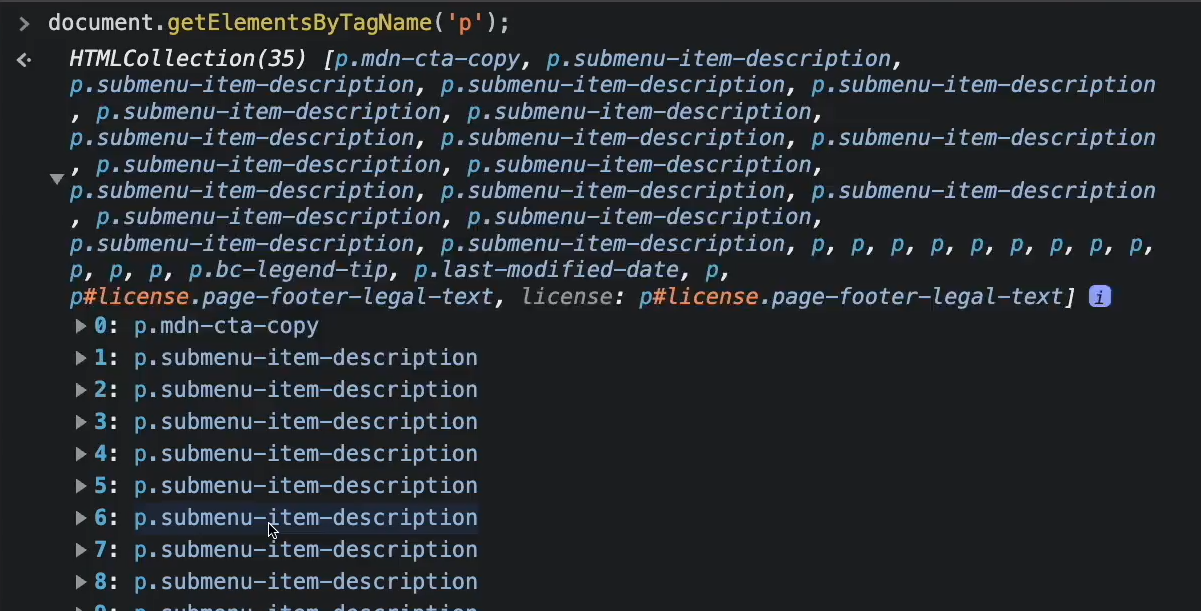 > document.getElementsByTagName('p');
HTMLCollection(35) [p.mdn-cta-copy, p.submenu-item-description,
p.submenu-item-description, p.submenu-item-description, p.submenu-item-description
, p.submenu-item-description, p.submenu-item-description,
p.submenu-item-description, p.submenu-item-description, p.submenu-item-description
, p.submenu-item-description, p.submenu-item-description,
p.submenu-item-description, p.submenu-item-description, p.submenu-item-description
, p.submenu-item-description, p.submenu-item-description,
p.submenu-item-description, p.submenu-item-description, p, p, p, p, p, p, p, p, p,
p, p, p, p.bc-legend-tip, p.last-modified-date, p,
p#license.page-footer-legal-text, license: p#license.page-footer-legal-text] i
0: p.mdn-cta-copy
1: p.submenu-item-description
2: p.submenu-item-description
3: p.submenu-item-description
4: p.submenu-item-description
5: p.submenu-item-description
6: p.submenu-item-description
7: p.submenu-item-description
8: p.submenu-item-description